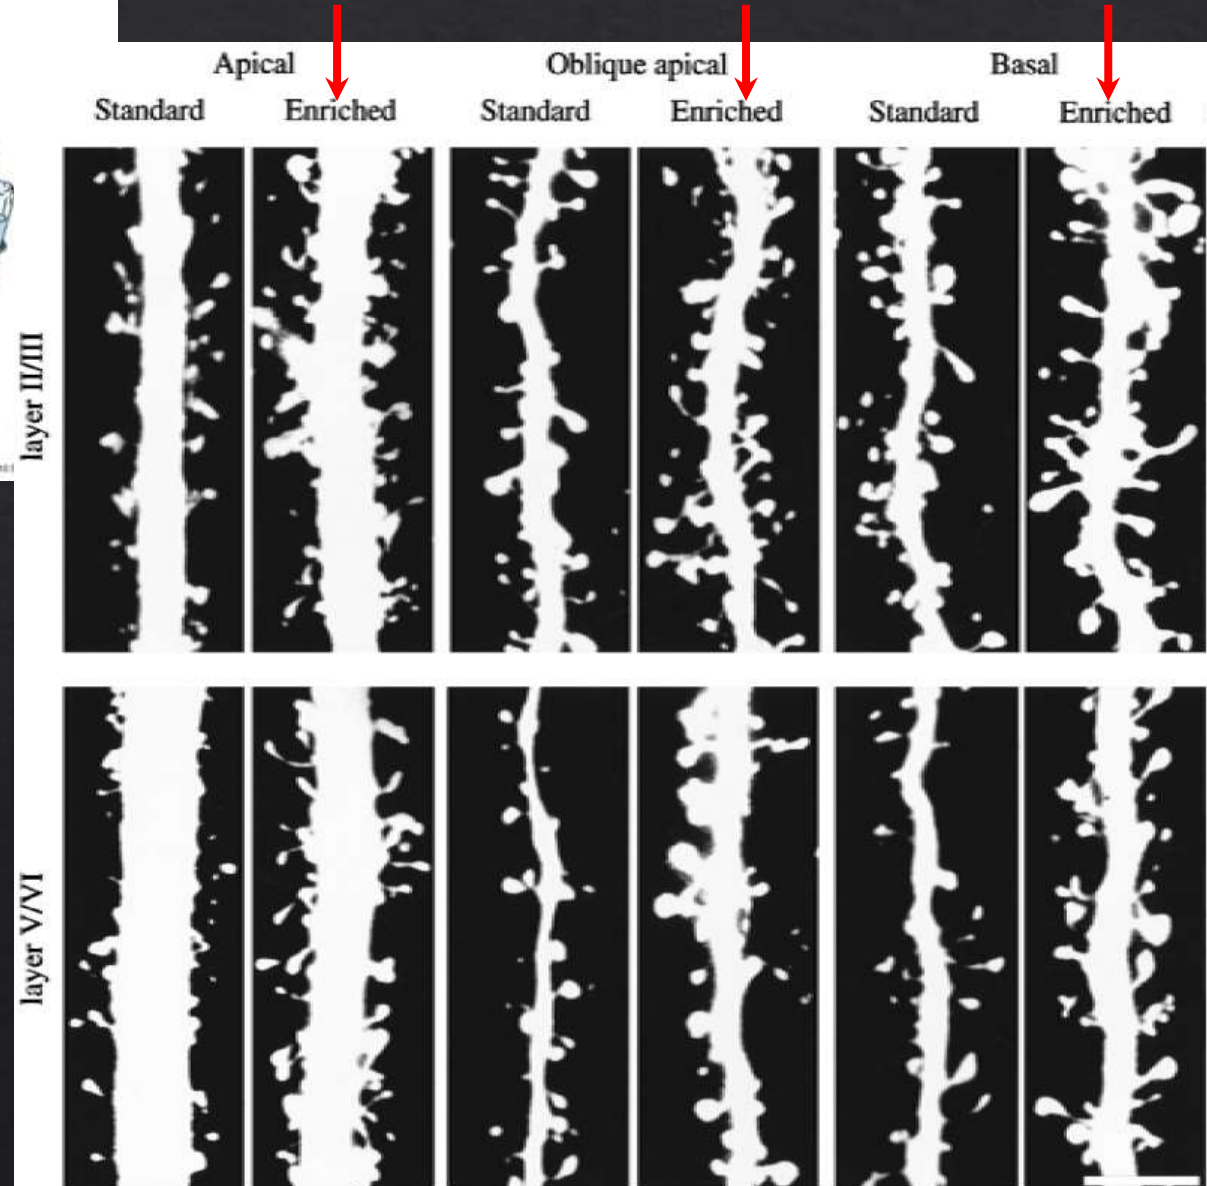 Apical Oblique apical Basal
Standard Enriched Standard Enriched Standard Enriched
layer II/III
layer V/VI